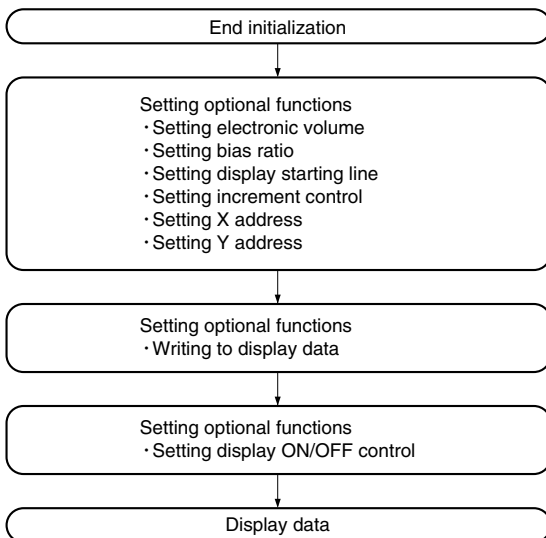 End initialization
Setting optional functions
・Setting electronic volume
・Setting bias ratio
・Setting display starting line
・Setting increment control
・Setting X address
・Setting Y address
Setting optional functions
・Writing to display data
Setting optional functions
・Setting display ON/OFF control
Display data